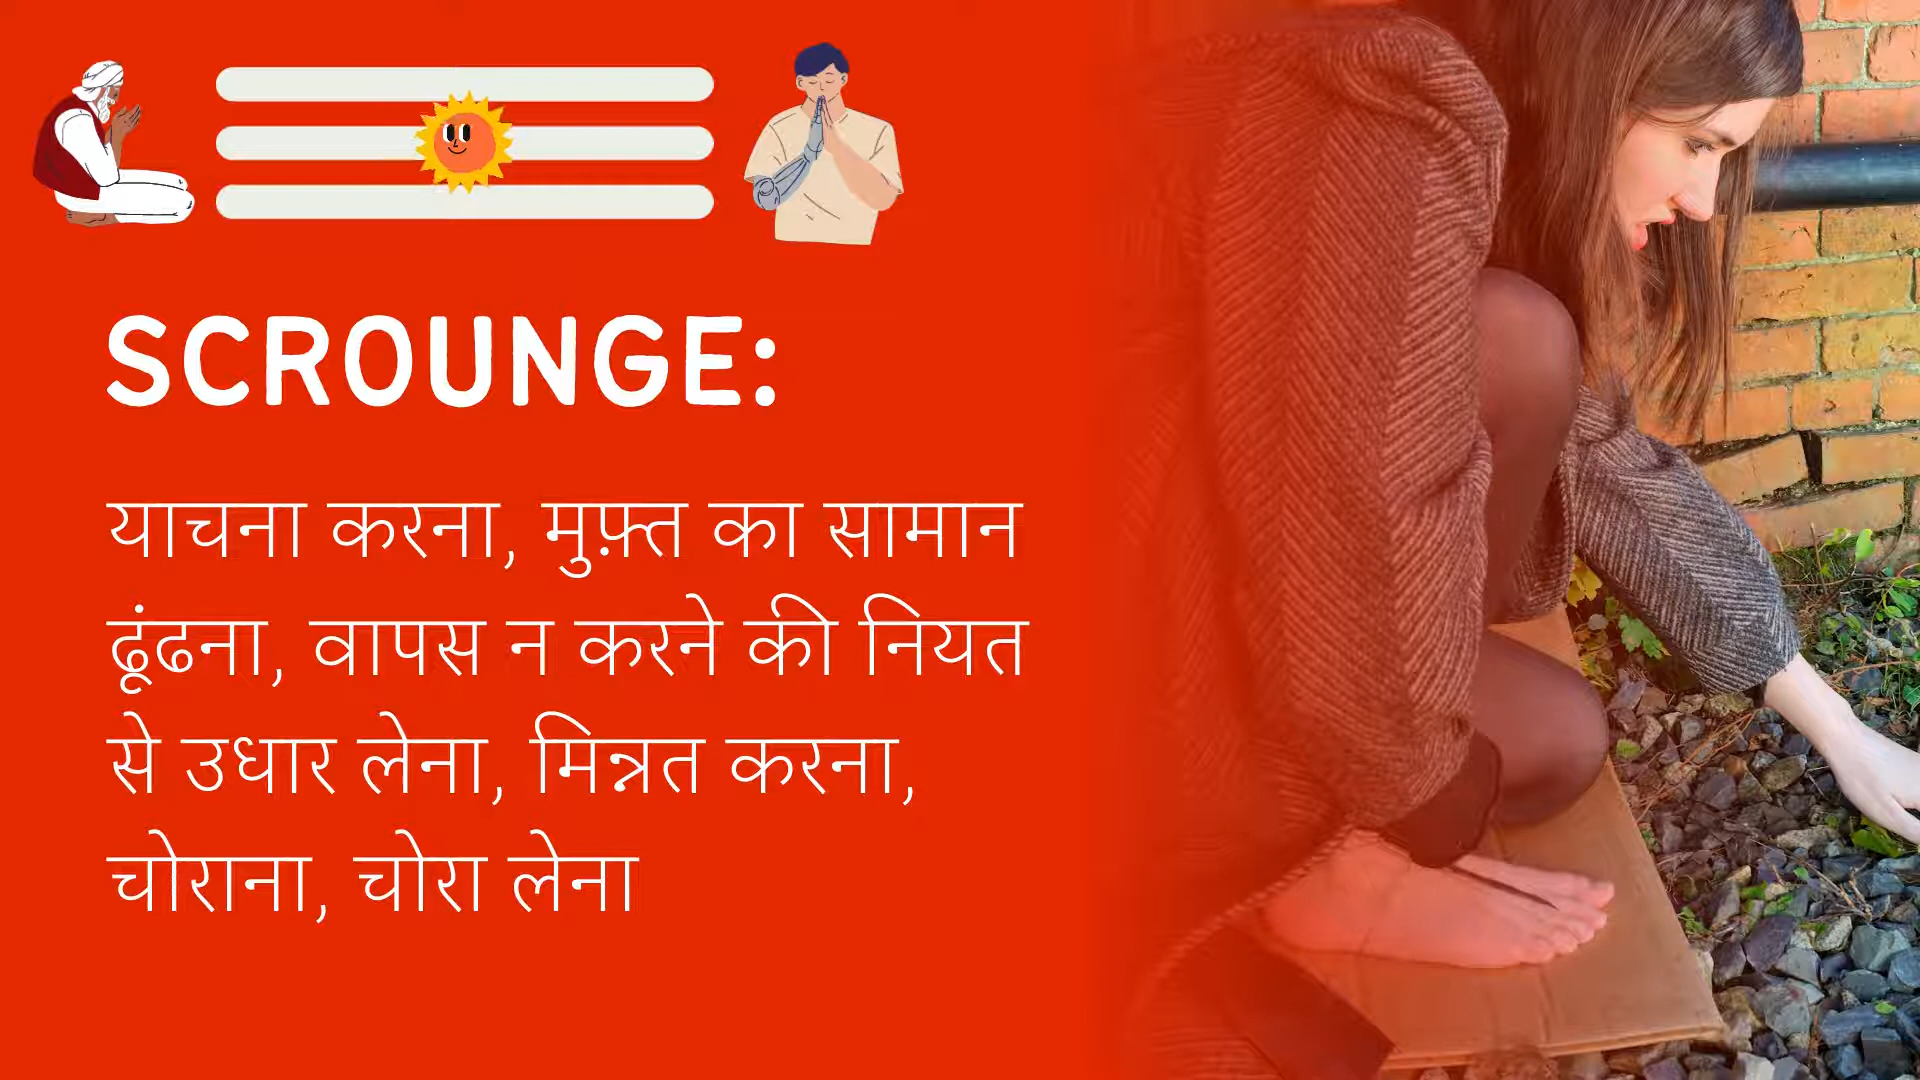 SCROUNGE:
याचना करना, मुफ़्त का सामान
ढूंढना, वापस न करने की नियत
से उधार लेना, मिन्नत करना,
चोराना, चोरा लेना